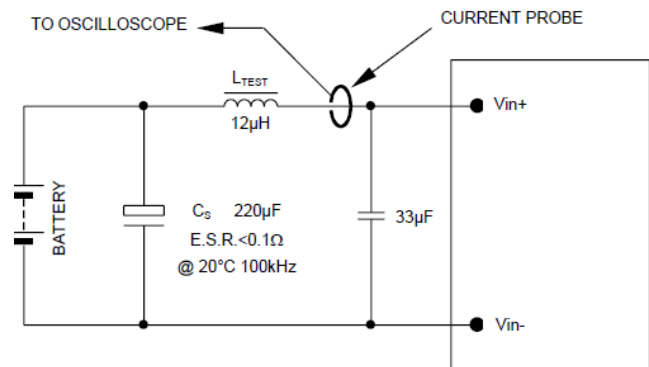 TO OSCILLOSCOPE
CURRENT PROBE
LTEST
12µH
Vin+
BATTERY
Cs 220µF
E.S.R.<0.1Ω
@ 20°C 100kHz
33µF
Vin-